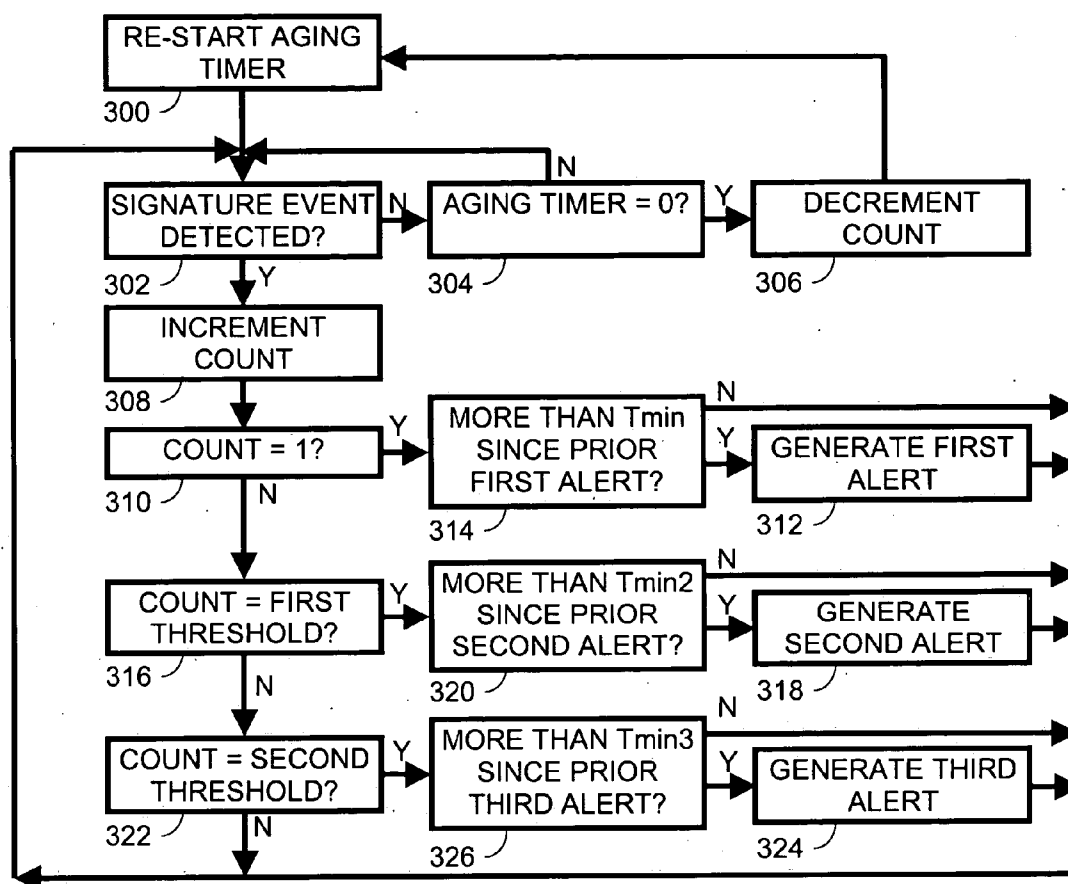 RE-START AGING
TIMER
300
N
SIGNATURE EVENT
DETECTED?
302
N
AGING TIMER = 0?
304
Y
DECREMENT
COUNT
306
Y
INCREMENT
COUNT
308
COUNT = 1?
310
Y
MORE THAN Tmin
SINCE PRIOR
FIRST ALERT?
314
N
Y
GENERATE FIRST
ALERT
312
N
COUNT = FIRST
THRESHOLD?
316
Y
MORE THAN Tmin2
SINCE PRIOR
SECOND ALERT?
320
N
Y
GENERATE
SECOND ALERT
318
N
COUNT = SECOND
THRESHOLD?
322
Y
MORE THAN Tmin3
SINCE PRIOR
THIRD ALERT?
326
N
Y
GENERATE THIRD
ALERT
324
N